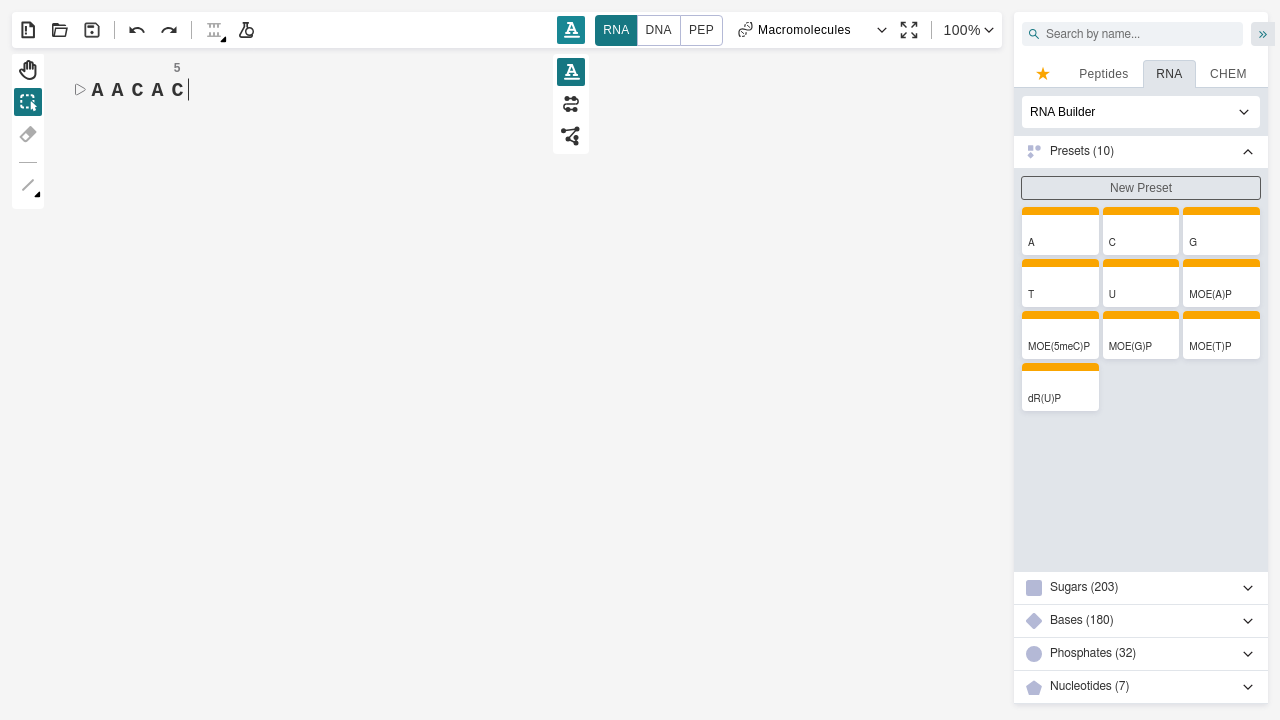 RNA DNA PEP Macromolecules 100%
Search by name...
5
A A C A C
Peptides RNA CHEM
RNA Builder
Presets (10)
New Preset
A C G
T U MOE(A)P
MOE(5meC)P MOE(G)P MOE(T)P
dR(U)P
Sugars (203)
Bases (180)
Phosphates (32)
Nucleotides (7)